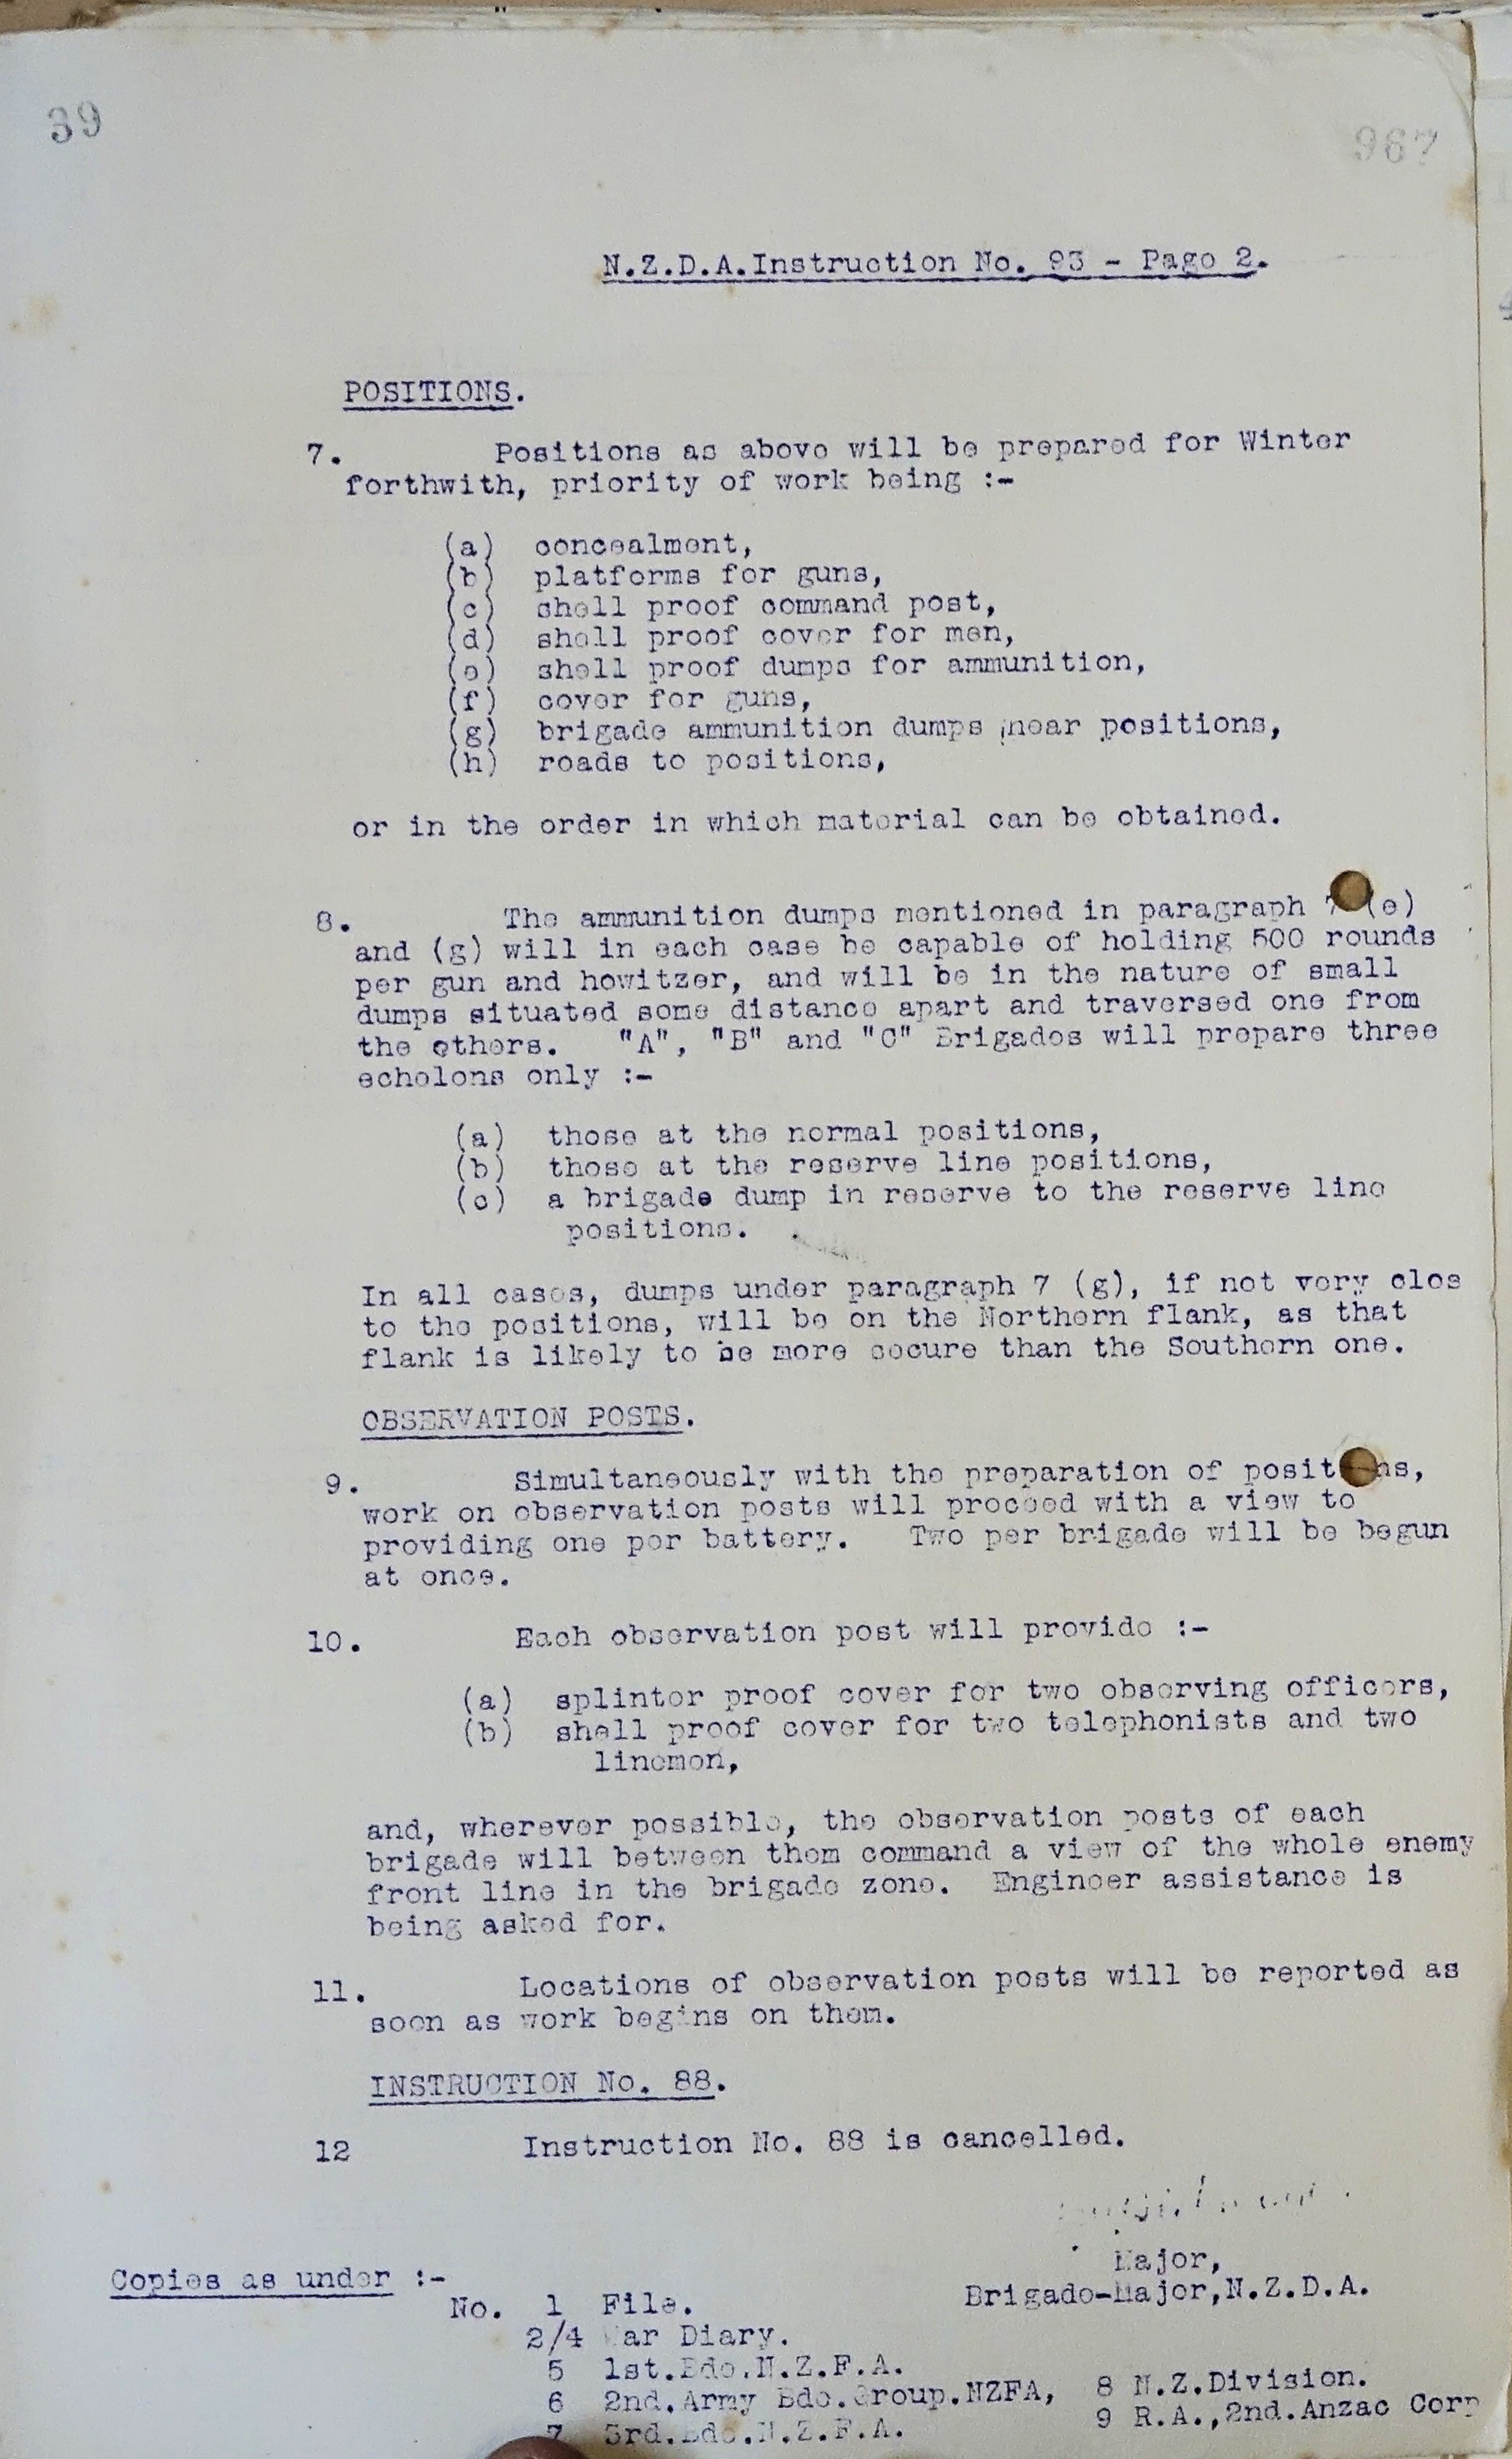 39
967
N.Z.D.A.Instruction No. 93 - Page 2.
POSITIONS.
7. Positions as above will be prepared for Winter
forthwith, priority of work being :-
(a) concealment,
(b) platforms for guns,
(c) shell proof command post,
(d) shell proof cover for men,
(e) shell proof dumps for ammunition,
(f) cover for guns,
(g) brigade ammunition dumps near positions,
(h) roads to positions,
or in the order in which material can be obtained.
8. The ammunition dumps mentioned in paragraph 7 (e)
and (g) will in each case be capable of holding 500 rounds
per gun and howitzer, and will be in the nature of small
dumps situated some distance apart and traversed one from
the others. "A", "B" and "C" Brigades will prepare three
echelons only :-
(a) those at the normal positions,
(b) those at the reserve line positions,
(c) a brigade dump in reserve to the reserve line
positions.
In all cases, dumps under paragraph 7 (g), if not very clos
to the positions, will be on the Northern flank, as that
flank is likely to be more secure than the Southern one.
OBSERVATION POSTS.
9. Simultaneously with the preparation of positions,
work on observation posts will proceed with a view to
providing one per battery. Two per brigade will be begun
at once.
10. Each observation post will provide :-
(a) splinter proof cover for two observing officers,
(b) shell proof cover for two telephonists and two
linemen,
and, wherever possible, the observation posts of each
brigade will between them command a view of the whole enemy
front line in the brigade zone. Engineer assistance is
being asked for.
11. Locations of observation posts will be reported as
soon as work begins on them.
INSTRUCTION No. 88.
12 Instruction No. 88 is cancelled.
Major,
Brigade-Major,N.Z.D.A.
Copies as under :-
No. 1 File.
2/4 War Diary.
5 1st.Bde.N.Z.F.A.
6 2nd.Army Bde.Group.NZFA, 8 N.Z.Division.
7 3rd.Bde.N.Z.F.A. 9 R.A.,2nd.Anzac Corp